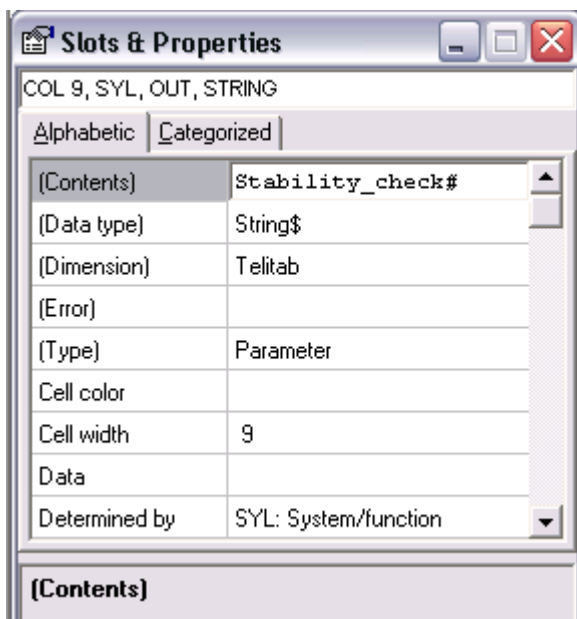 Slots & Properties
COL 9, SYL, OUT, STRING
Alphabetic Categorized
(Contents) Stability_check#
(Data type) String$
(Dimension) Telitab
(Error)
(Type) Parameter
Cell color
Cell width 9
Data
Determined by SYL: System/function
(Contents)